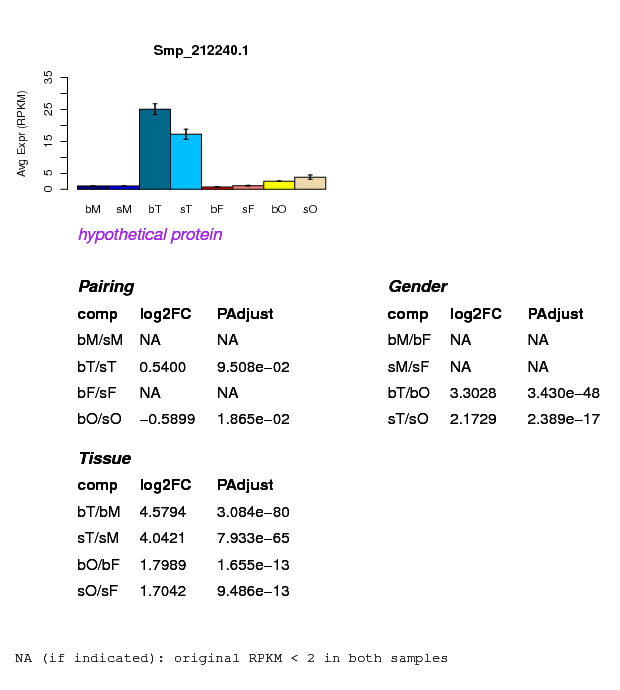 Smp_212240.1
Avg Expr (RPKM)
35
25
15
5
0
bM sM bT sT bF sF bO sO
hypothetical protein
Pairing
comp log2FC PAdjust
bM/sM NA NA
bT/sT 0.5400 9.508e−02
bF/sF NA NA
bO/sO −0.5899 1.865e−02
Gender
comp log2FC PAdjust
bM/bF NA NA
sM/sF NA NA
bT/bO 3.3028 3.430e−48
sT/sO 2.1729 2.389e−17
Tissue
comp log2FC PAdjust
bT/bM 4.5794 3.084e−80
sT/sM 4.0421 7.933e−65
bO/bF 1.7989 1.655e−13
sO/sF 1.7042 9.486e−13
NA (if indicated): original RPKM < 2 in both samples